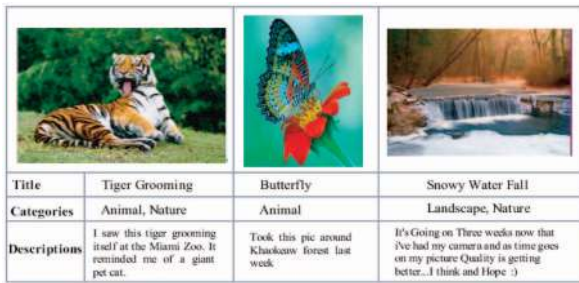 Title Tiger Grooming Butterfly Snowy Water Fall
Categories Animal, Nature Animal Landscape, Nature
Descriptions
I saw this tiger grooming
itself at the Miami Zoo. It
reminded me of a giant
pet cat.
Took this pic around
Khaokeaw forest last
week
It's Going on Three weeks now that
i've had my camera and as time goes
on my picture Quality is getting
better...I think and Hope :)